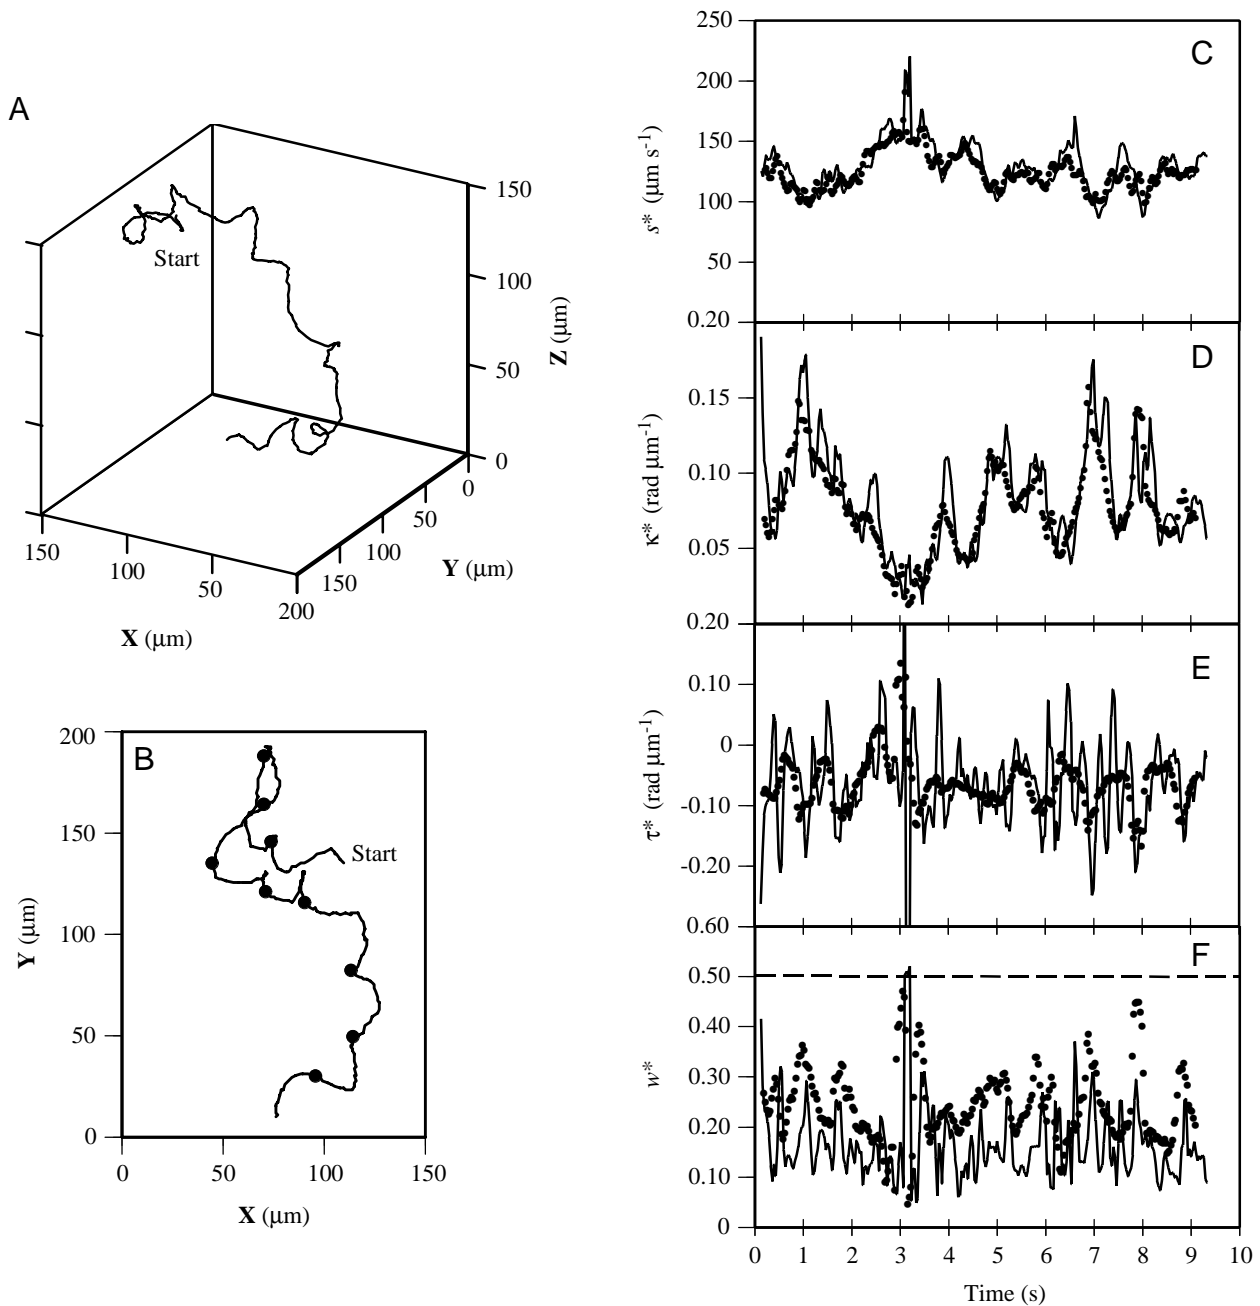 A
Start
150
100
50
0
Z (μm)
0
50
100
150
200
Y (μm)
150
100
50
X (μm)
B
Start
200
150
100
50
0
Y (μm)
0
50
100
150
X (μm)
C
250
200
150
100
50
s* (μm s-1)
D
0.20
0.15
0.10
0.05
κ* (rad μm-1)
E
0.20
0.10
0
-0.10
-0.20
τ* (rad μm-1)
F
0.60
0.50
0.40
0.30
0.20
0.10
0
w*
0 1 2 3 4 5 6 7 8 9 10
Time (s)